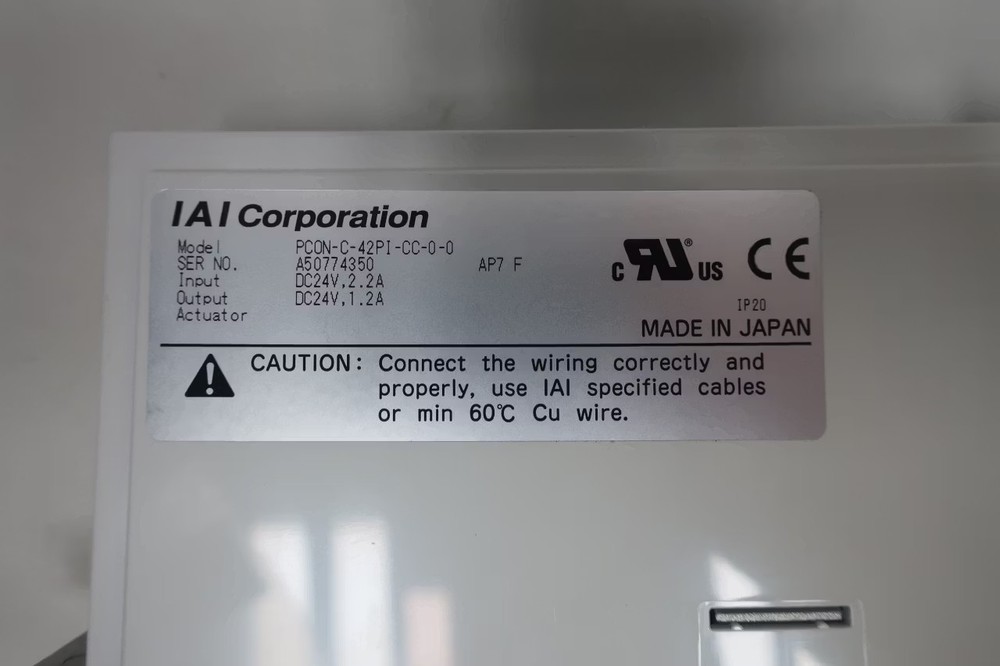 IAI Corporation
Model PCON-C-42PI-CC-0-0
SER NO. A50774350 AP7 F
Input DC24V,2.2A
Output DC24V,1.2A
Actuator
c RU® US CE
IP20
MADE IN JAPAN
CAUTION: Connect the wiring correctly and
properly, use IAI specified cables
or min 60℃ Cu wire.